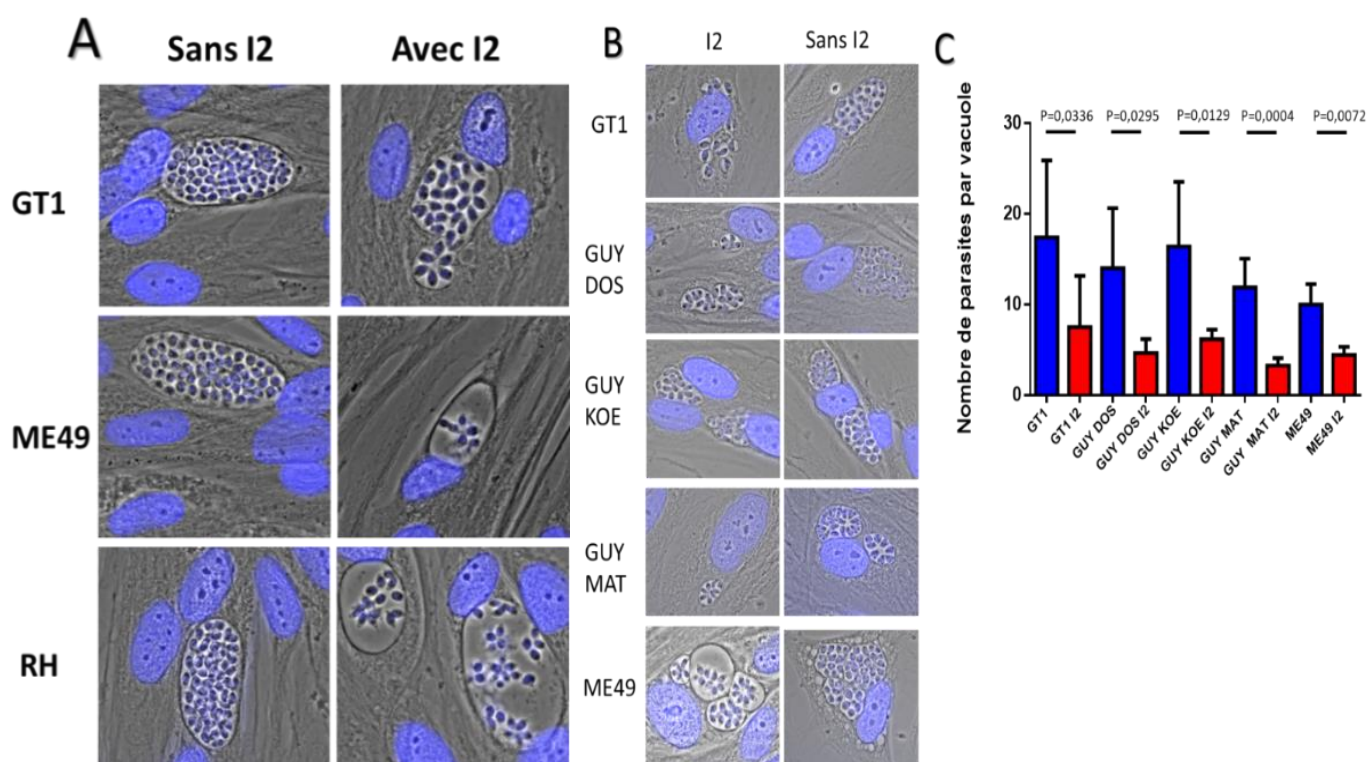 A
Sans I2
Avec I2
GT1
ME49
RH
B
I2
Sans I2
GT1
GUY
DOS
GUY
KOE
GUY
MAT
ME49
C
P=0,0336
P=0,0295
P=0,0129
P=0,0004
P=0,0072
Nombre de parasites par vacuole
30
20
10
0
GT1
GT1 I2
GUY DOS
GUY DOS I2
GUY KOE
GUY KOE I2
GUY MAT
GUY MAT I2
ME49
ME49 I2